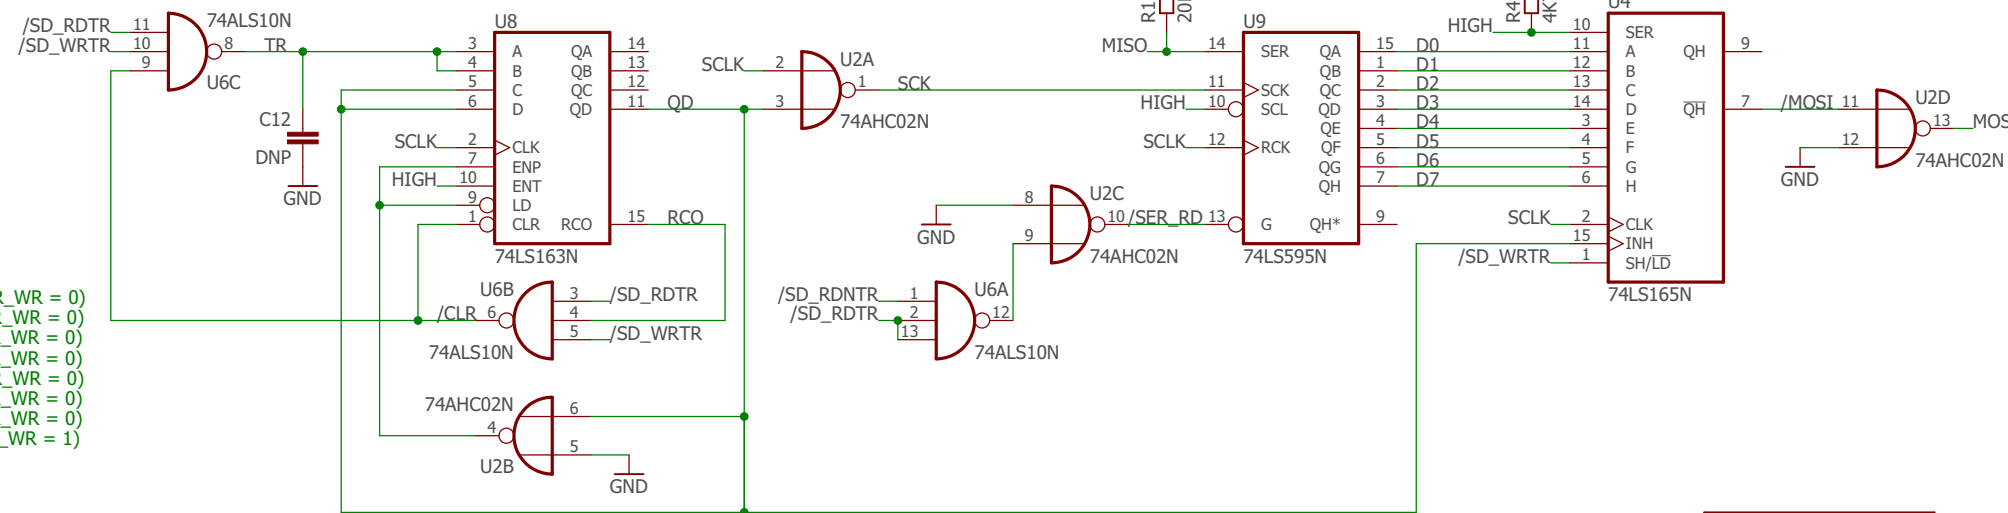 74ALS10N
/SD_RDTR 11
/SD_WRTR 10
9
8 TR
U6C
C12
DNP
GND
U8
3 A QA 14
4 B QB 13
5 C QC 12
6 D QD 11 QD
SCLK 2 CLK
7 ENP
HIGH 10 ENT
9 LD
1 CLR RCO 15 RCO
74LS163N
U6B
3 /SD_RDTR
/CLR 6 4
5 /SD_WRTR
74ALS10N
74AHC02N
6
4
5
U2B
GND
SCLK 2 U2A
1 SCK
3
74AHC02N
R1
MISO
HIGH
SCLK
U9
14 SER QA 15 D0
QB 1 D1
11 SCK QC 2 D2
10 SCL QD 3 D3
QE 4 D4
12 RCK QF 5 D5
QG 6 D6
QH 7 D7
13 G QH* 9
74LS595N
8 U2C
GND 10 /SER_RD
9
74AHC02N
/SD_RDNTR 1 U6A
/SD_RDTR 2 12
13
74ALS10N
R4
U4
HIGH 10 SER
11 A QH 9
12 B
13 C
14 D QH 7 /MOSI
3 E
4 F
5 G
6 H
SCLK 2 CLK
15 INH
/SD_WRTR 1 SH/LD
74LS165N
11 U2D
13
12
74AHC02N
GND
_WR = 0)
_WR = 0)
_WR = 0)
_WR = 0)
_WR = 0)
_WR = 0)
_WR = 0)
_WR = 1)